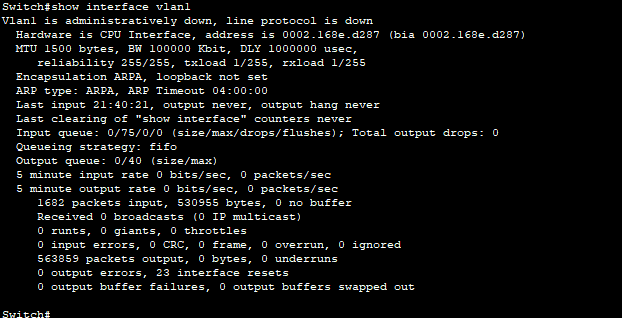 Switch#show interface vlan1
Vlan1 is administratively down, line protocol is down
Hardware is CPU Interface, address is 0002.168e.d287 (bia 0002.168e.d287)
MTU 1500 bytes, BW 100000 Kbit, DLY 1000000 usec,
reliability 255/255, txload 1/255, rxload 1/255
Encapsulation ARPA, loopback not set
ARP type: ARPA, ARP Timeout 04:00:00
Last input 21:40:21, output never, output hang never
Last clearing of "show interface" counters never
Input queue: 0/75/0/0 (size/max/drops/flushes); Total output drops: 0
Queueing strategy: fifo
Output queue: 0/40 (size/max)
5 minute input rate 0 bits/sec, 0 packets/sec
5 minute output rate 0 bits/sec, 0 packets/sec
1682 packets input, 530955 bytes, 0 no buffer
Received 0 broadcasts (0 IP multicast)
0 runts, 0 giants, 0 throttles
0 input errors, 0 CRC, 0 frame, 0 overrun, 0 ignored
563859 packets output, 0 bytes, 0 underruns
0 output errors, 23 interface resets
0 output buffer failures, 0 output buffers swapped out
Switch#